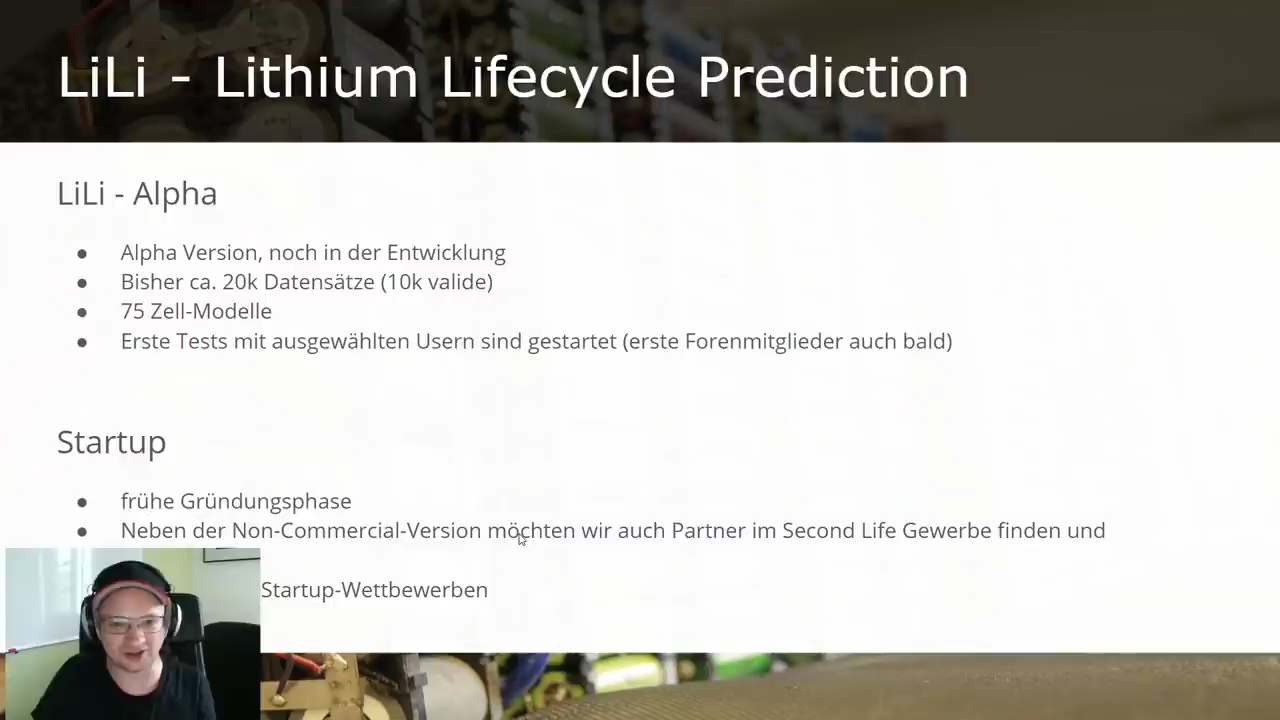 LiLi - Lithium Lifecycle Prediction
LiLi - Alpha
● Alpha Version, noch in der Entwicklung
● Bisher ca. 20k Datensätze (10k valide)
● 75 Zell-Modelle
● Erste Tests mit ausgewählten Usern sind gestartet (erste Forenmitglieder auch bald)
Startup
● frühe Gründungsphase
● Neben der Non-Commercial-Version möchten wir auch Partner im Second Life Gewerbe finden und
Startup-Wettbewerben